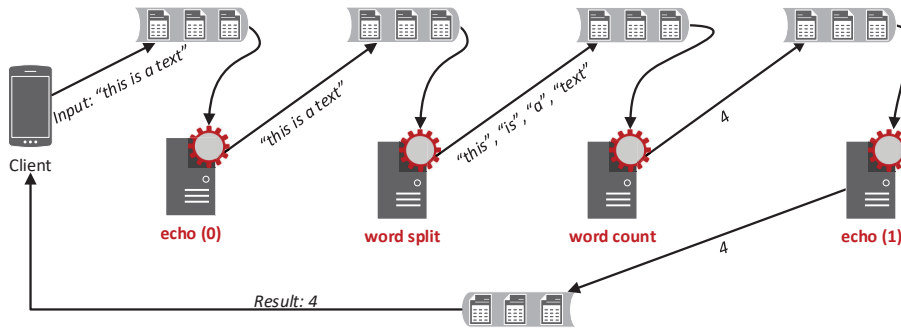 Input: “this is a text”
“this is a text”
“this”, “is”, “a”, “text”
4
Client
echo (0)
word split
word count
echo (1)
4
Result: 4